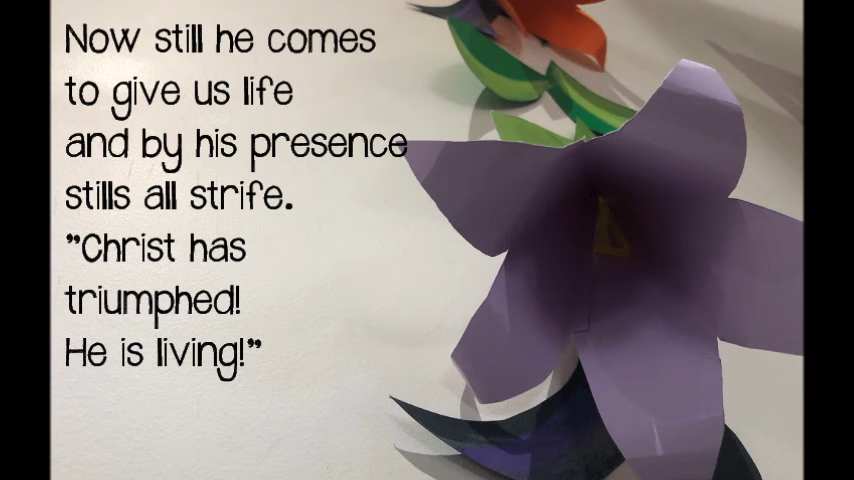 Now still he comes
to give us life
and by his presence
stills all strife.
”Christ has
triumphed!
He is living!”